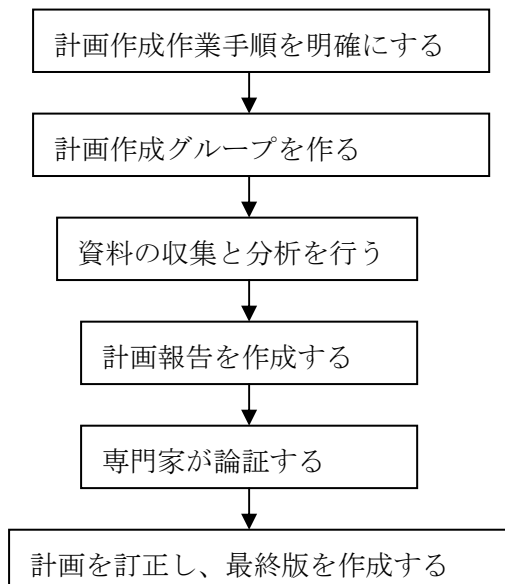 計画作成作業手順を明確にする
計画作成グループを作る
資料の収集と分析を行う
計画報告を作成する
専門家が論証する
計画を訂正し、最終版を作成する